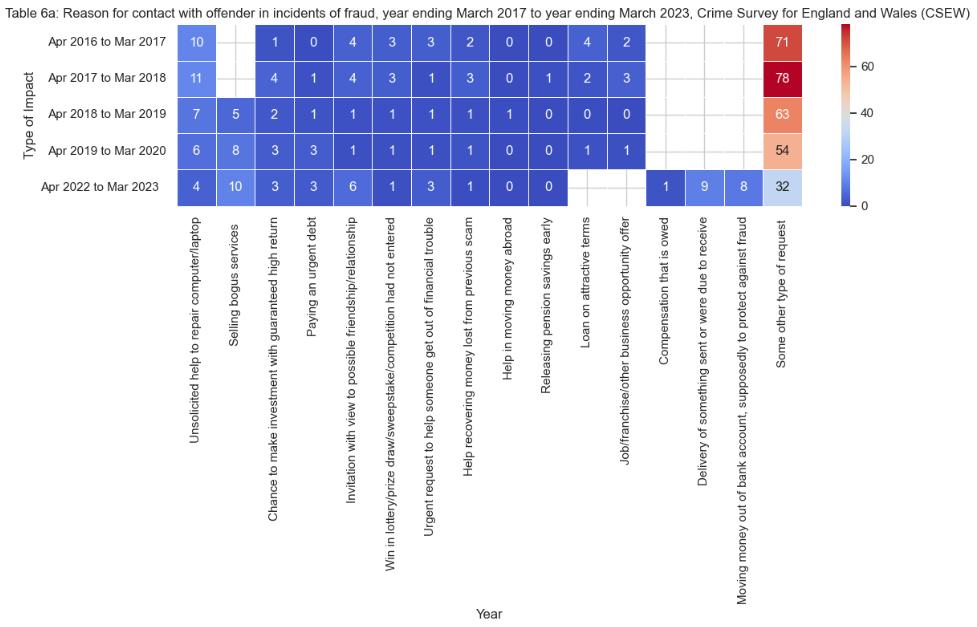 Table 6a: Reason for contact with offender in incidents of fraud, year ending March 2017 to year ending March 2023, Crime Survey for England and Wales (CSEW)
Type of Impact
Apr 2016 to Mar 2017 10 1 0 4 3 3 2 0 0 4 2 71
Apr 2017 to Mar 2018 11 4 1 4 3 1 3 0 1 2 3 78
Apr 2018 to Mar 2019 7 5 2 1 1 1 1 1 1 0 0 0 63
Apr 2019 to Mar 2020 6 8 3 3 1 1 1 1 0 0 1 1 54
Apr 2022 to Mar 2023 4 10 3 3 6 1 3 1 0 0 1 9 8 32
60
40
20
0
Unsolicited help to repair computer/laptop
Selling bogus services
Chance to make investment with guaranteed high return
Paying an urgent debt
Invitation with view to possible friendship/relationship
Win in lottery/prize draw/sweepstake/competition had not entered
Urgent request to help someone get out of financial trouble
Help recovering money lost from previous scam
Help in moving money abroad
Releasing pension savings early
Loan on attractive terms
Job/franchise/other business opportunity offer
Compensation that is owed
Delivery of something sent or were due to receive
Moving money out of bank account, supposedly to protect against fraud
Some other type of request
Year